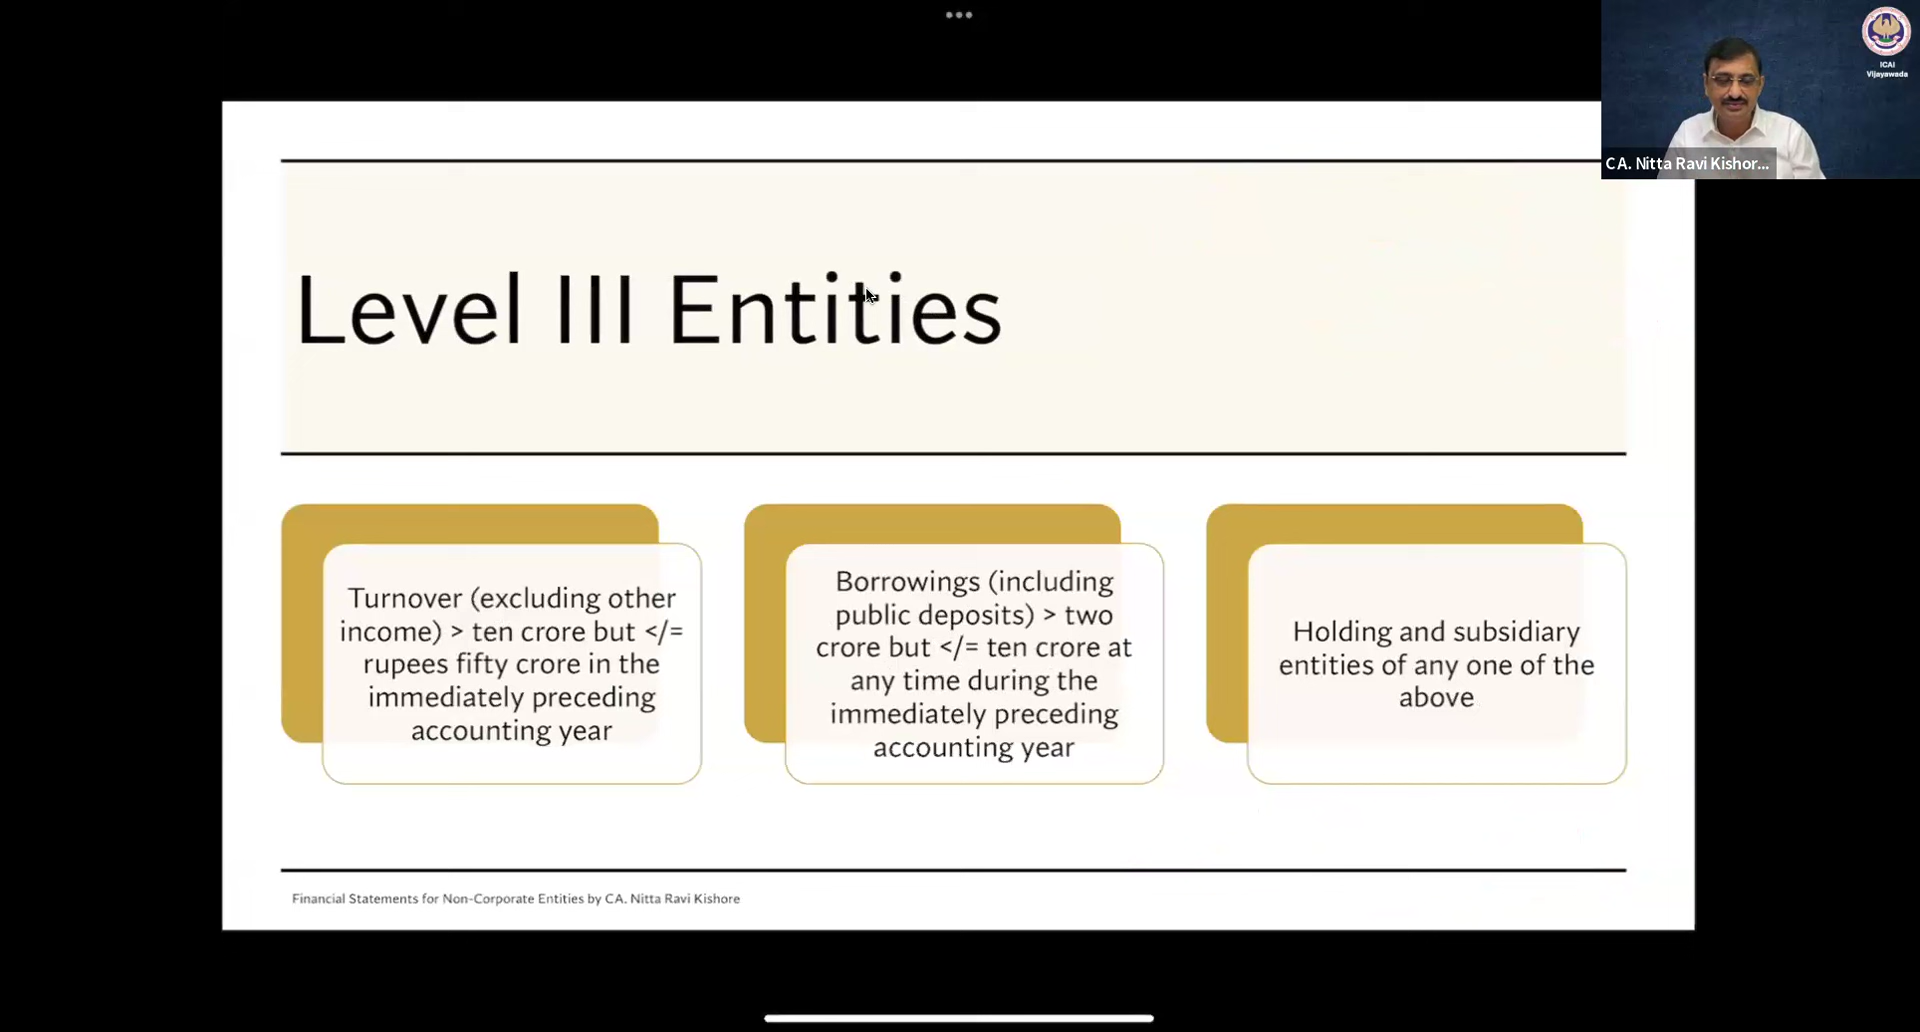 ICAI
Vijayawada
CA. Nitta Ravi Kishor...
Level III Entities
Turnover (excluding other
income) > ten crore but </=
rupees fifty crore in the
immediately preceding
accounting year
Borrowings (including
public deposits) > two
crore but </= ten crore at
any time during the
immediately preceding
accounting year
Holding and subsidiary
entities of any one of the
above
Financial Statements for Non-Corporate Entities by CA. Nitta Ravi Kishore